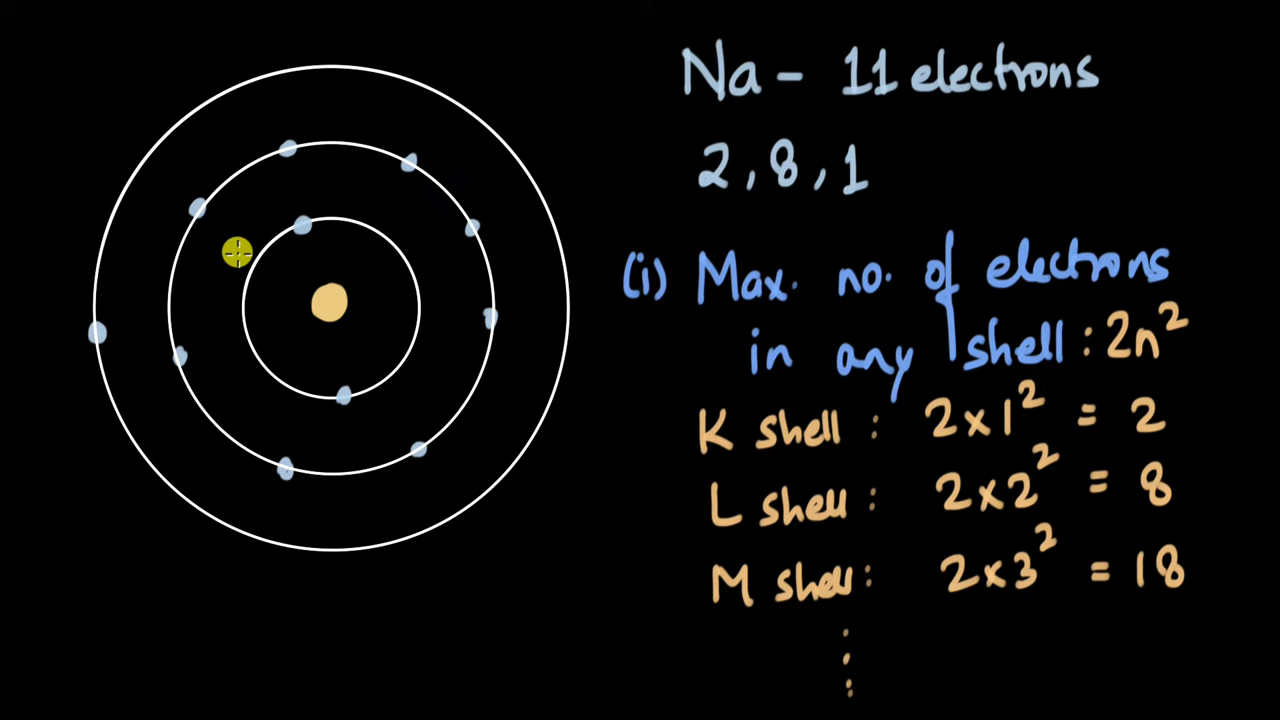 Na - 11 electrons
2, 8, 1
(i) Max. no. of electrons
in any shell : 2n²
K shell : 2 x 1² = 2
L shell : 2 x 2² = 8
M shell : 2 x 3² = 18
⋮